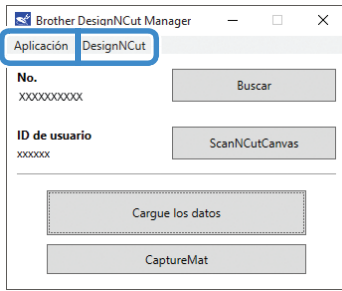 Brother DesignNCut Manager
Aplicación DesignNCut
No.
XXXXXXXXXX
Buscar
ID de usuario
xxxxxx
ScanNCutCanvas
Cargue los datos
CaptureMat